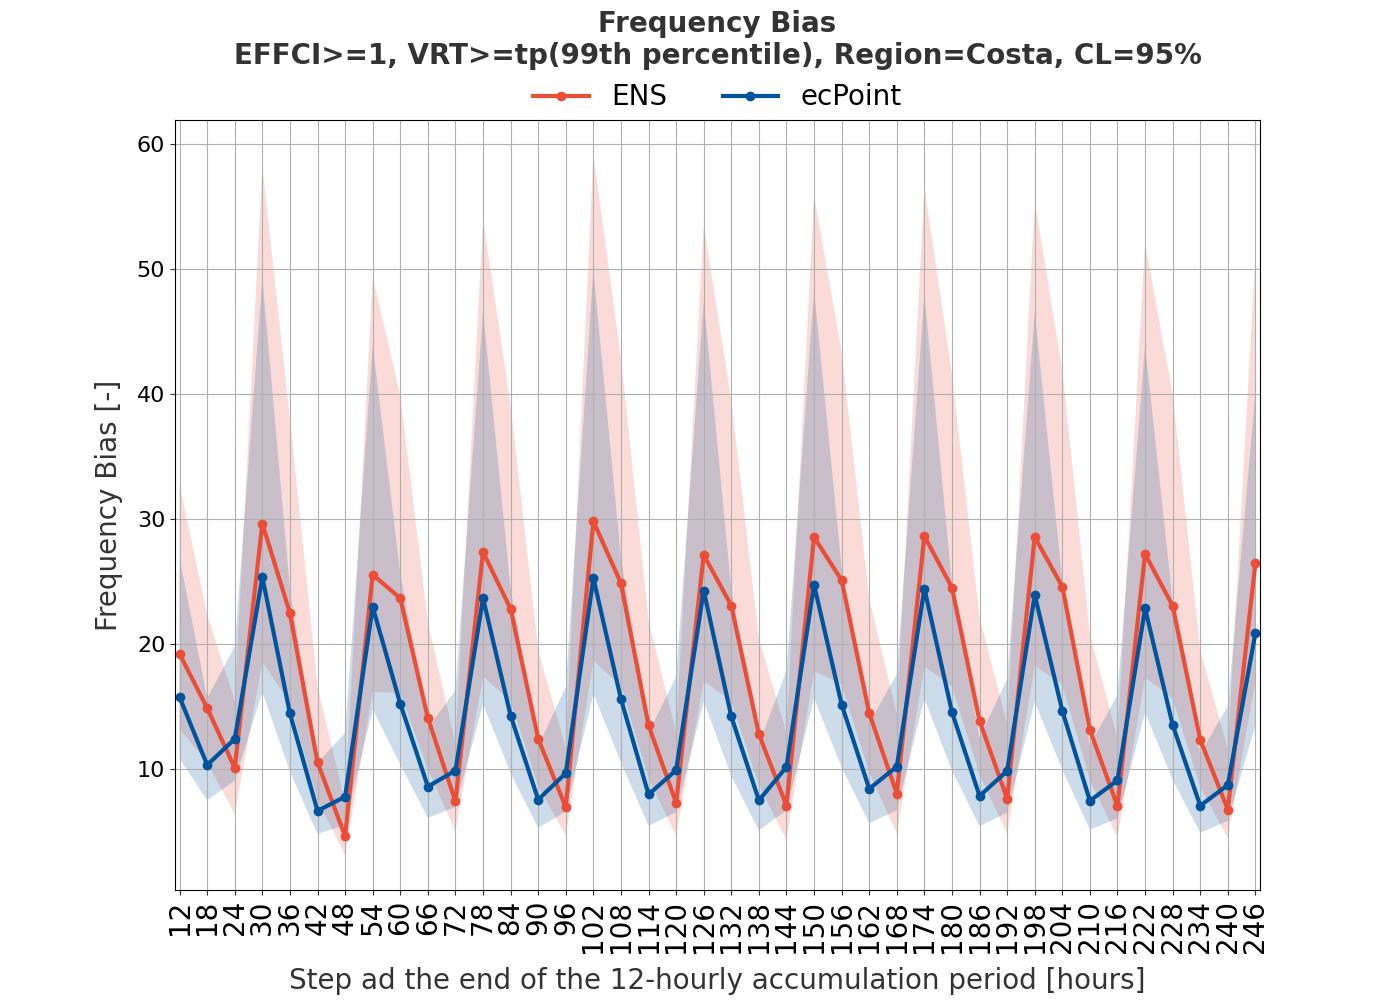 Frequency Bias
EFFCI>=1, VRT>=tp(99th percentile), Region=Costa, CL=95%
ENS ecPoint
60
50
40
30
20
10
Frequency Bias [-]
12 18 24 30 36 42 48 54 60 66 72 78 84 90 96 102 108 114 120 126 132 138 144 150 156 162 168 174 180 186 192 198 204 210 216 222 228 234 240 246
Step ad the end of the 12-hourly accumulation period [hours]